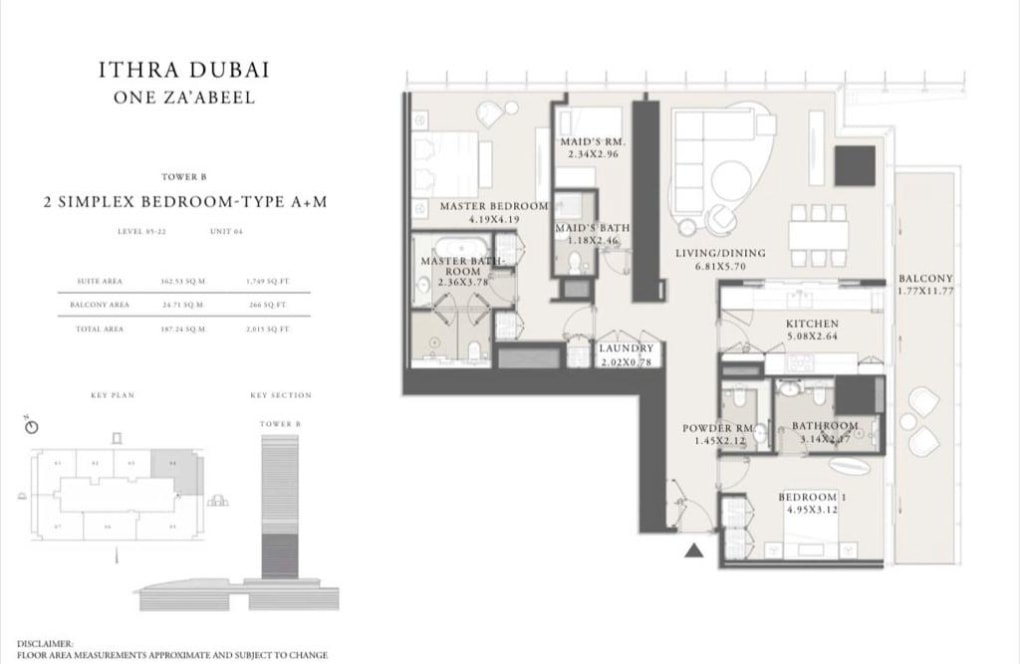 ITHRA DUBAI
ONE ZA'ABEEL
TOWER B
2 SIMPLEX BEDROOM-TYPE A+M
LEVEL 05-22 UNIT 04
SUITE AREA 162.53 SQ.M 1,749 SQ.FT.
BALCONY AREA 24.71 SQ.M 266 SQ.FT.
TOTAL AREA 187.24 SQ.M 2,015 SQ.FT.
KEY PLAN
KEY SECTION
TOWER B
MASTER BEDROOM
4.19X4.19
MAID'S RM.
2.34X2.96
MAID'S BATH
1.18X2.46
MASTER BATH-
ROOM
2.36X3.78
LIVING/DINING
6.81X5.70
BALCONY
1.77X11.77
KITCHEN
5.08X2.64
LAUNDRY
2.02X0.78
POWDER RM
1.45X2.12
BATHROOM
3.14X2.17
BEDROOM 1
4.95X3.12
DISCLAIMER:
FLOOR AREA MEASUREMENTS APPROXIMATE AND SUBJECT TO CHANGE